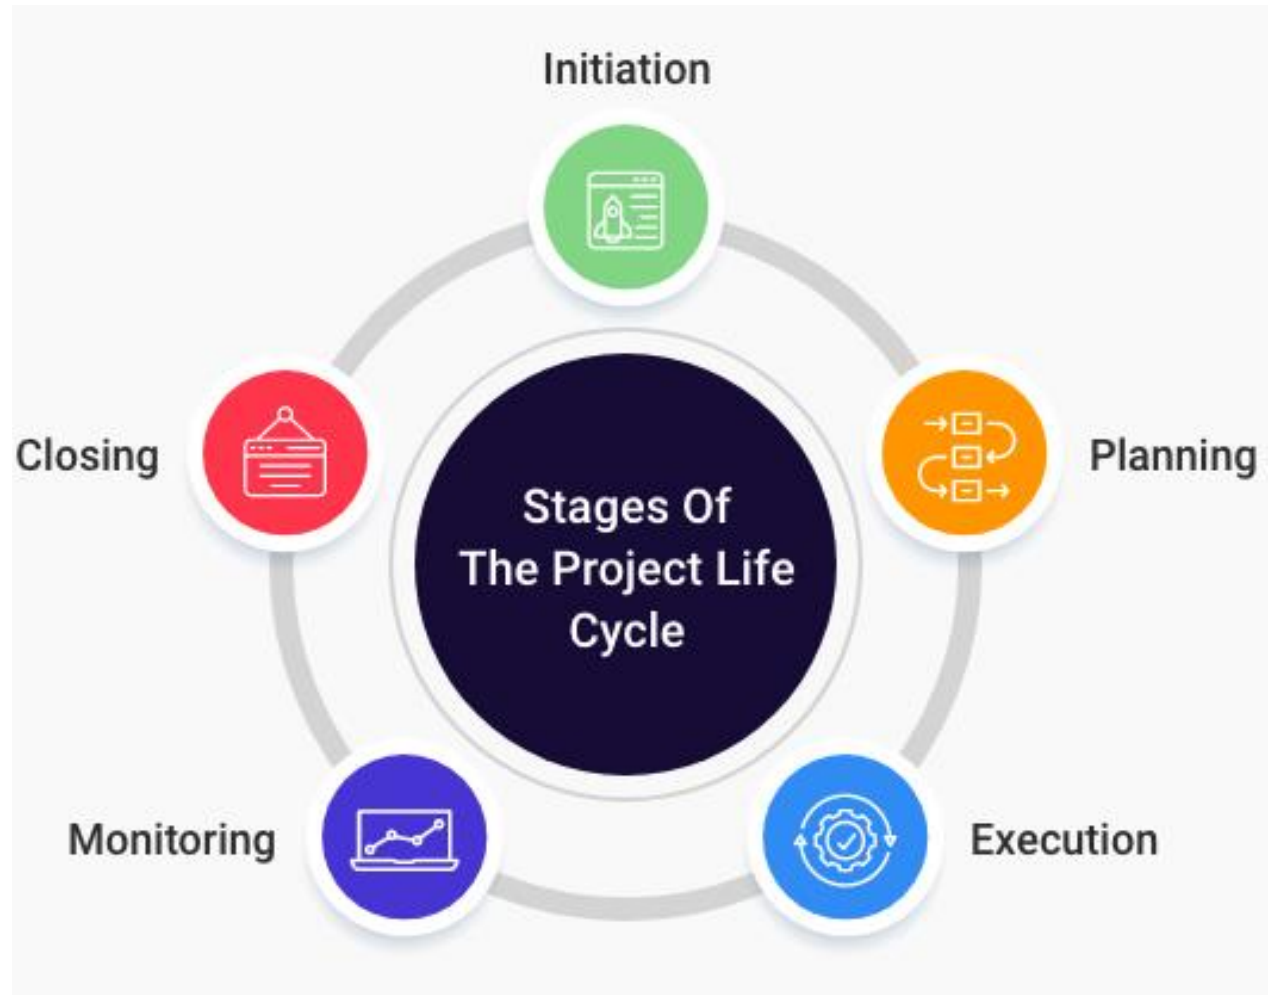 Initiation
Closing
Planning
Stages Of
The Project Life
Cycle
Monitoring
Execution